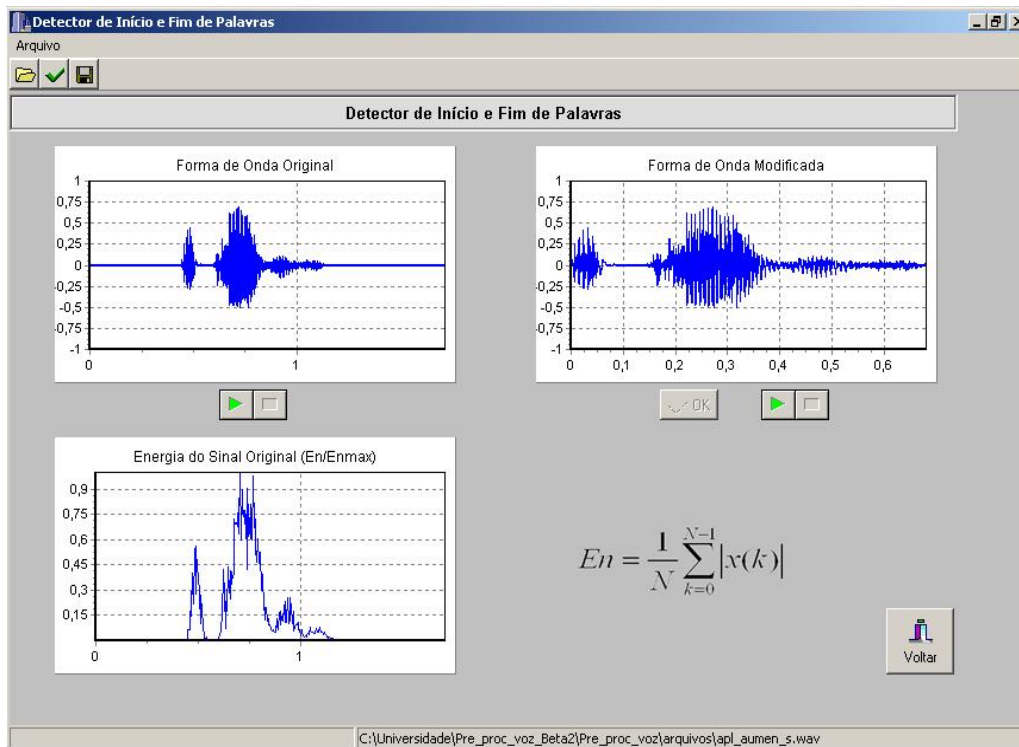 Detector de Início e Fim de Palavras
Arquivo
Detector de Início e Fim de Palavras
Forma de Onda Original
1
0,75
0,5
0,25
0
-0,25
-0,5
-0,75
-1
0 1
Forma de Onda Modificada
1
0,75
0,5
0,25
0
-0,25
-0,5
-0,75
-1
0 0,1 0,2 0,3 0,4 0,5 0,6
OK
Energia do Sinal Original (En/Enmax)
0,9
0,75
0,6
0,45
0,3
0,15
0 1
En = 1/N ∑ k=0 N-1 |x(k)|
Voltar
C:\Universidade\Pre_proc_voz_Beta2\Pre_proc_voz\arquivos\apl_aumen_s.wav